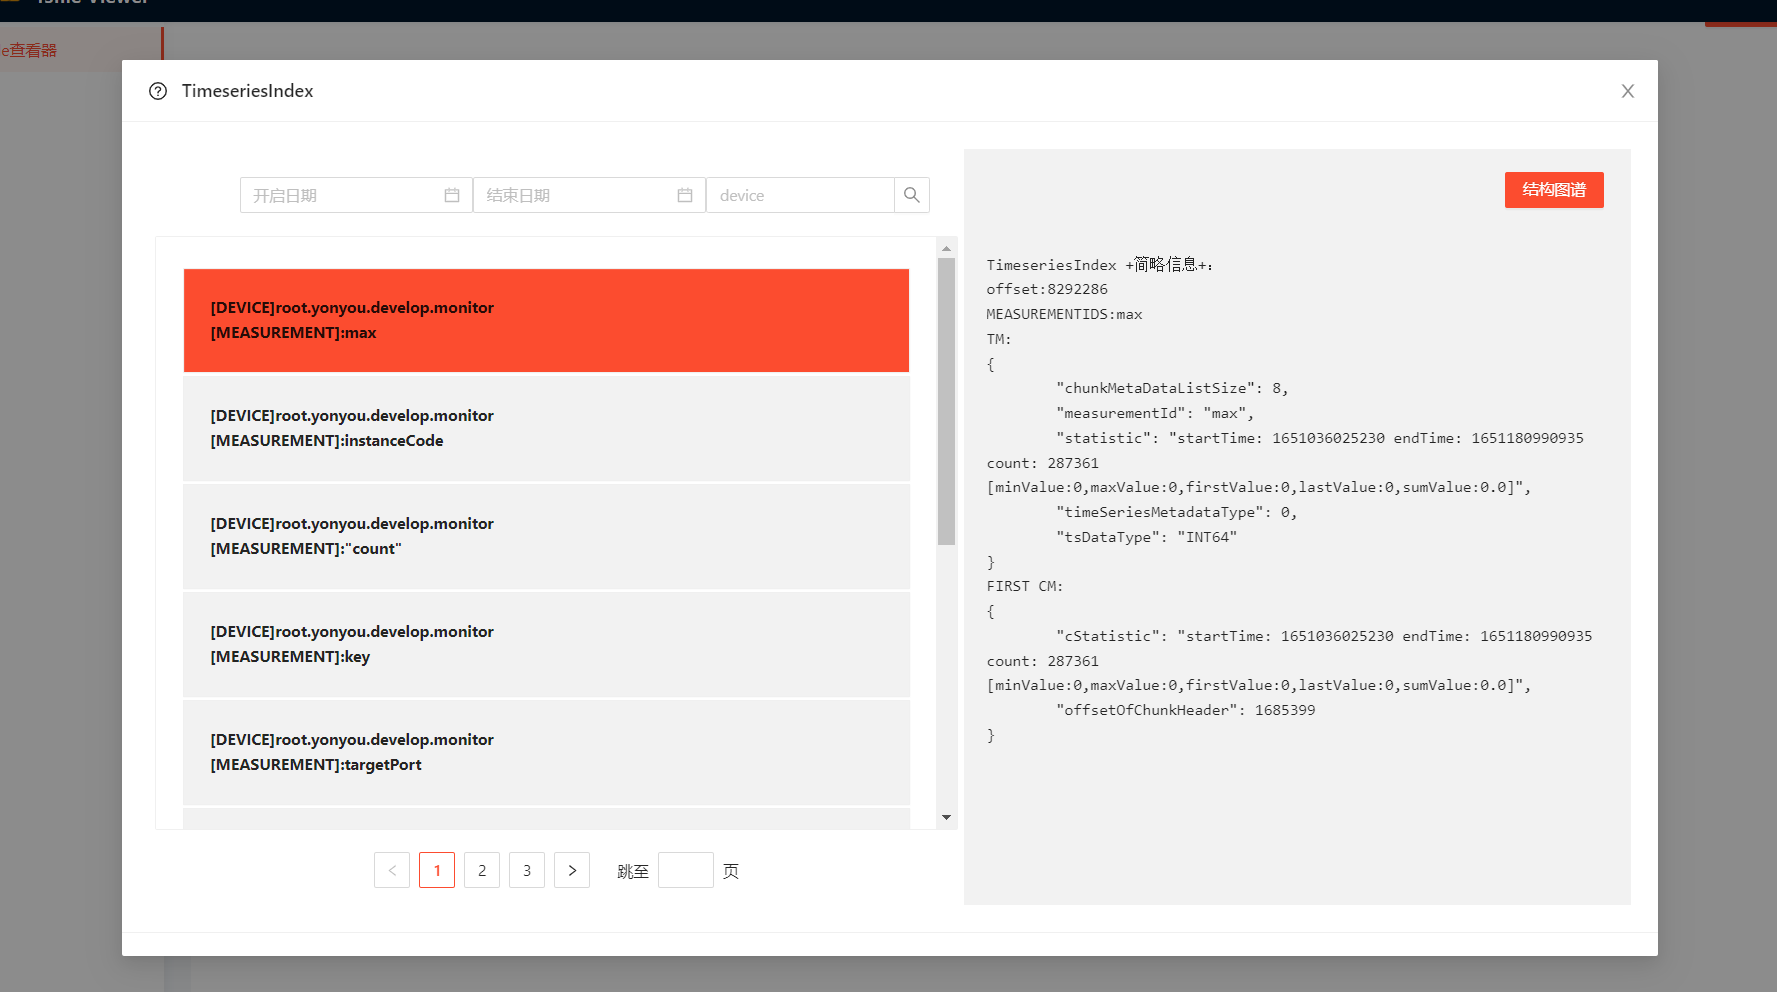 e查看器
TimeseriesIndex
开启日期
结束日期
device
[DEVICE]root.yonyou.develop.monitor
[MEASUREMENT]:max
[DEVICE]root.yonyou.develop.monitor
[MEASUREMENT]:instanceCode
[DEVICE]root.yonyou.develop.monitor
[MEASUREMENT]:"count"
[DEVICE]root.yonyou.develop.monitor
[MEASUREMENT]:key
[DEVICE]root.yonyou.develop.monitor
[MEASUREMENT]:targetPort
< 1 2 3 > 跳至 页
结构图谱
TimeseriesIndex +简略信息+:
offset:8292286
MEASUREMENTIDS:max
TM:
{
"chunkMetaDataListSize": 8,
"measurementId": "max",
"statistic": "startTime: 1651036025230 endTime: 1651180990935
count: 287361
[minValue:0,maxValue:0,firstValue:0,lastValue:0,sumValue:0.0]",
"timeSeriesMetadataType": 0,
"tsDataType": "INT64"
}
FIRST CM:
{
"cStatistic": "startTime: 1651036025230 endTime: 1651180990935
count: 287361
[minValue:0,maxValue:0,firstValue:0,lastValue:0,sumValue:0.0]",
"offsetOfChunkHeader": 1685399
}